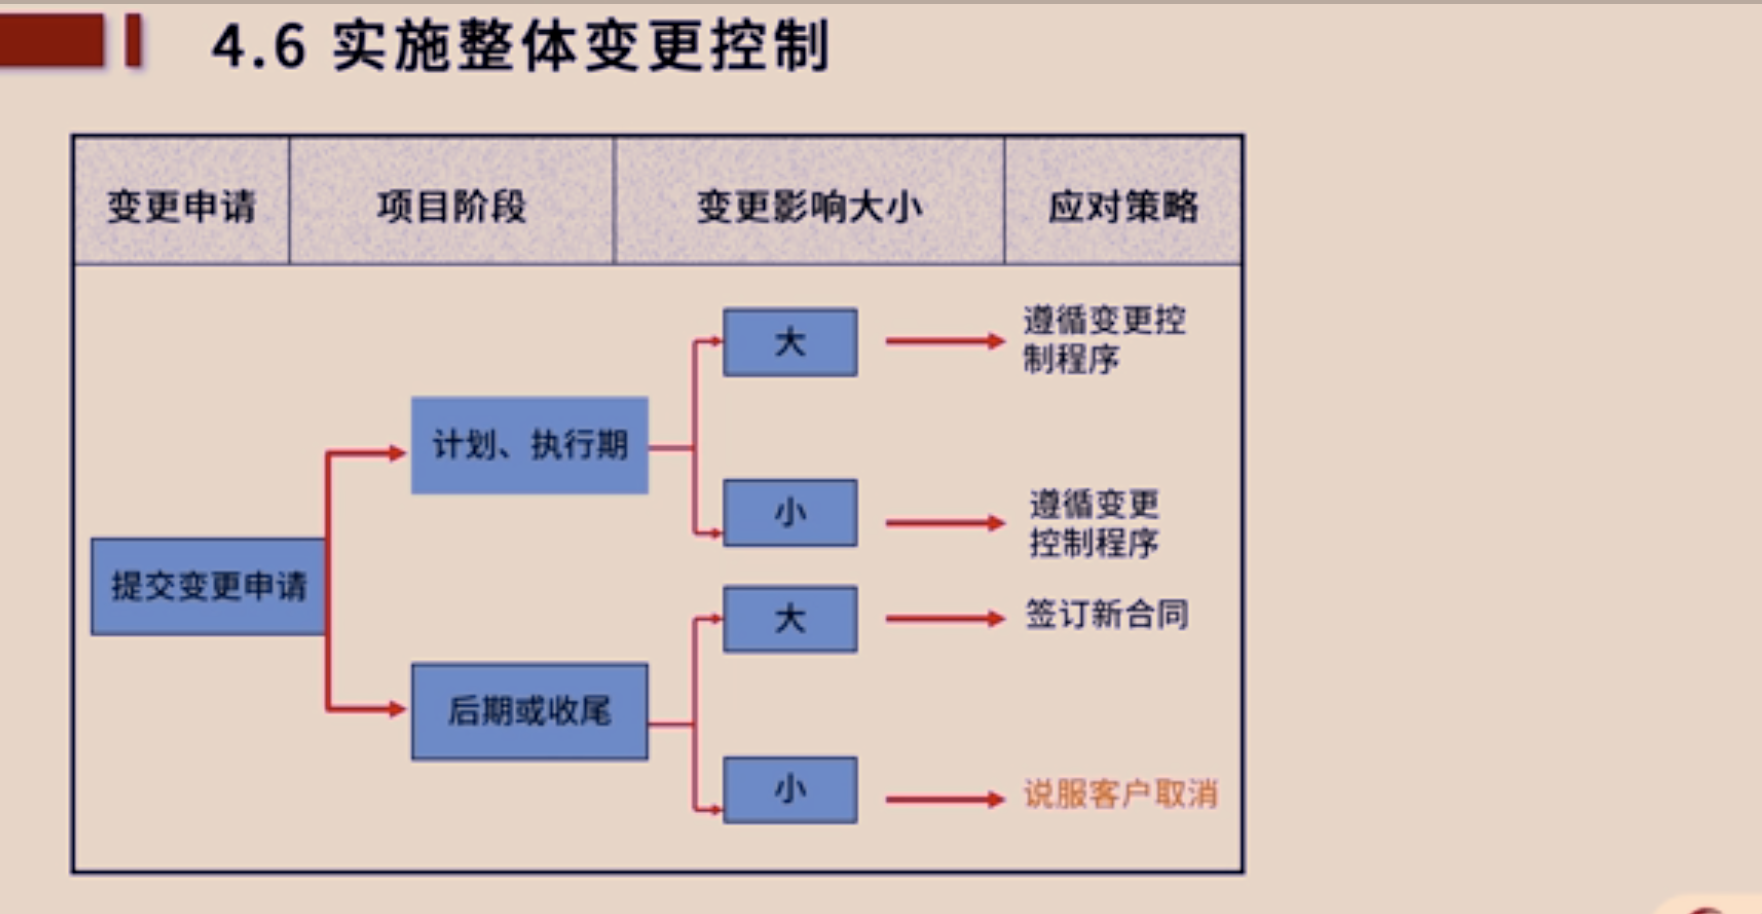 4.6 实施整体变更控制
变更申请
项目阶段
变更影响大小
应对策略
提交变更申请
计划、执行期
大
遵循变更控
制程序
小
遵循变更
控制程序
后期或收尾
大
签订新合同
小
说服客户取消